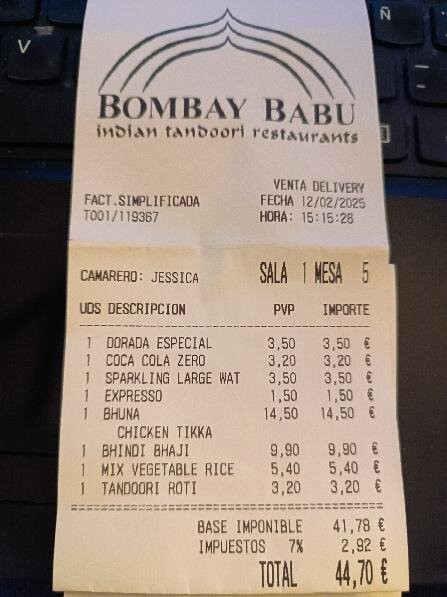 BOMBAY BABU
indian tandoori restaurants
VENTA DELIVERY
FACT.SIMPLIFICADA FECHA 12/02/2025
T001/119367 HORA: 15:15:28
CAMARERO: JESSICA SALA 1 MESA 5
UDS DESCRIPCION PVP IMPORTE
1 DORADA ESPECIAL 3,50 3,50 €
1 COCA COLA ZERO 3,20 3,20 €
1 SPARKLING LARGE WAT 3,50 3,50 €
1 EXPRESSO 1,50 1,50 €
1 BHUNA 14,50 14,50 €
CHICKEN TIKKA
1 BHINDI BHAJI 9,90 9,90 €
1 MIX VEGETABLE RICE 5,40 5,40 €
1 TANDOORI ROTI 3,20 3,20 €
BASE IMPONIBLE 41,78 €
IMPUESTOS 7% 2,92 €
TOTAL 44,70 €
V
Ñ